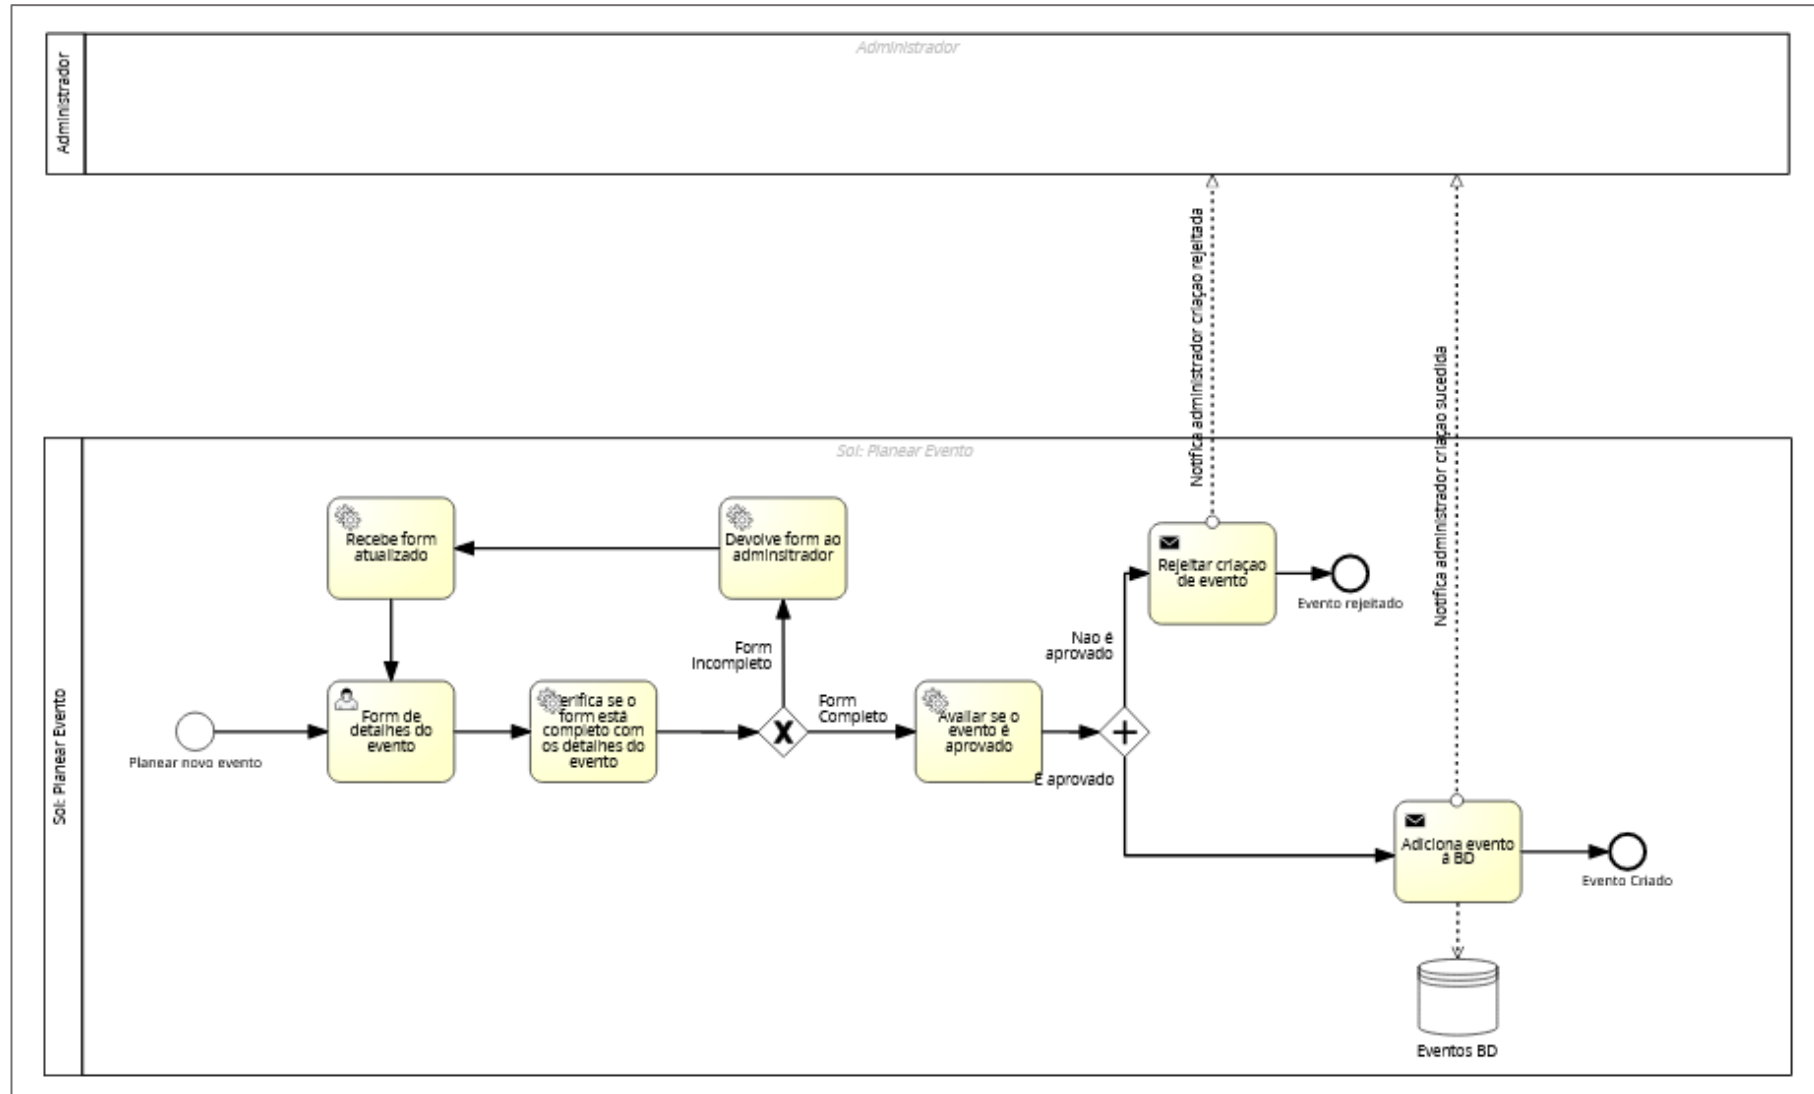 Administrador
Administrador
Notifica administrador criaçao rejeitada
Notifica administrador criaçao sucedida
Sol: Planear Evento
Sol: Planear Evento
Recebe form
atualizado
Devolve form ao
adminsitrador
Rejeitar criaçao
de evento
Evento rejeitado
Form
Incompleto
Nao é
aprovado
Planear novo evento
Form de
detalhes do
evento
erifica se o
form está
completo com
os detalhes do
evento
Form
Completo
Avaliar se o
evento é
aprovado
É aprovado
Adiciona evento
á BD
Evento Criado
Eventos BD